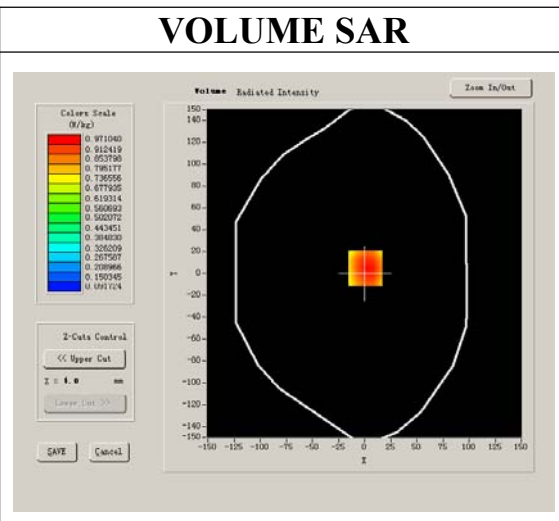 VOLUME SAR
Volume Radiated Intensity
Zoom In/Out
Colors Scale
(W/kg)
0.971040
0.912419
0.853798
0.795177
0.736556
0.677935
0.619314
0.560693
0.502072
0.443451
0.384830
0.326209
0.267587
0.208966
0.150345
0.091724
Z-Cuts Control
<< Upper Cut
Z = 4.0 mm
Lower Cut >>
SAVE
Cancel
150
140
120
100
80
60
40
20
0
-20
-40
-60
-80
-100
-120
-140
-150
Y
-150 -125 -100 -75 -50 -25 0 25 50 75 100 125 150
X